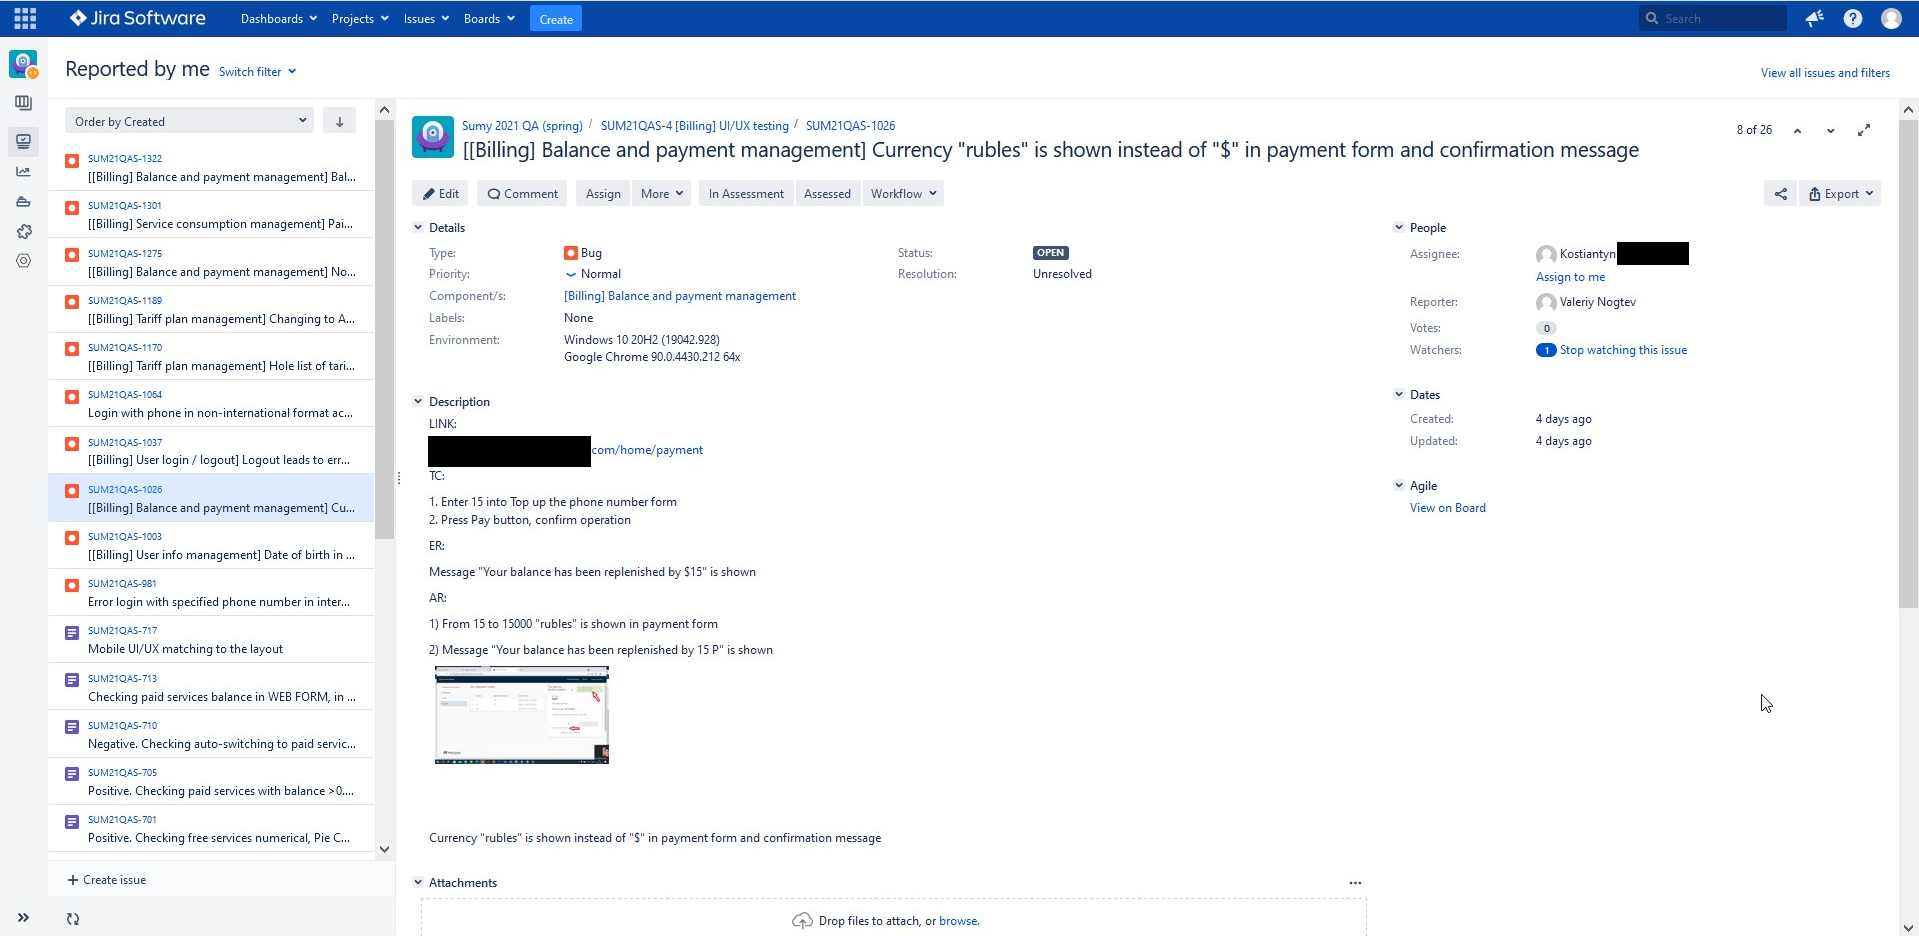 Jira Software
Dashboards Projects Issues Boards Create
Search
Reported by me Switch filter
View all issues and filters
Order by Created
SUM21QAS-1322
[[Billing] Balance and payment management] Bal...
SUM21QAS-1301
[[Billing] Service consumption management] Pai...
SUM21QAS-1275
[[Billing] Balance and payment management] No...
SUM21QAS-1189
[[Billing] Tariff plan management] Changing to A...
SUM21QAS-1170
[[Billing] Tariff plan management] Hole list of tari...
SUM21QAS-1064
Login with phone in non-international format ac...
SUM21QAS-1037
[[Billing] User login / logout] Logout leads to err...
SUM21QAS-1026
[[Billing] Balance and payment management] Cu...
SUM21QAS-1003
[[Billing] User info management] Date of birth in ...
SUM21QAS-981
Error login with specified phone number in inter...
SUM21QAS-717
Mobile UI/UX matching to the layout
SUM21QAS-713
Checking paid services balance in WEB FORM, in ...
SUM21QAS-710
Negative. Checking auto-switching to paid servic...
SUM21QAS-705
Positive. Checking paid services with balance >0....
SUM21QAS-701
Positive. Checking free services numerical, Pie C...
+ Create issue
Sumy 2021 QA (spring) / SUM21QAS-4 [Billing] UI/UX testing / SUM21QAS-1026
8 of 26
[[Billing] Balance and payment management] Currency "rubles" is shown instead of "$" in payment form and confirmation message
Edit Comment Assign More In Assessment Assessed Workflow Export
Details
Type: Bug Status: OPEN
Priority: Normal Resolution: Unresolved
Component/s: [Billing] Balance and payment management
Labels: None
Environment: Windows 10 20H2 (19042.928)
Google Chrome 90.0.4430.212 64x
Description
LINK:
com/home/payment
TC:
1. Enter 15 into Top up the phone number form
2. Press Pay button, confirm operation
ER:
Message "Your balance has been replenished by $15" is shown
AR:
1) From 15 to 15000 "rubles" is shown in payment form
2) Message "Your balance has been replenished by 15 P" is shown
Currency "rubles" is shown instead of "$" in payment form and confirmation message
Attachments
Drop files to attach, or browse.
People
Assignee: Kostiantyn
Assign to me
Reporter: Valeriy Nogtev
Votes: 0
Watchers: 1 Stop watching this issue
Dates
Created: 4 days ago
Updated: 4 days ago
Agile
View on Board